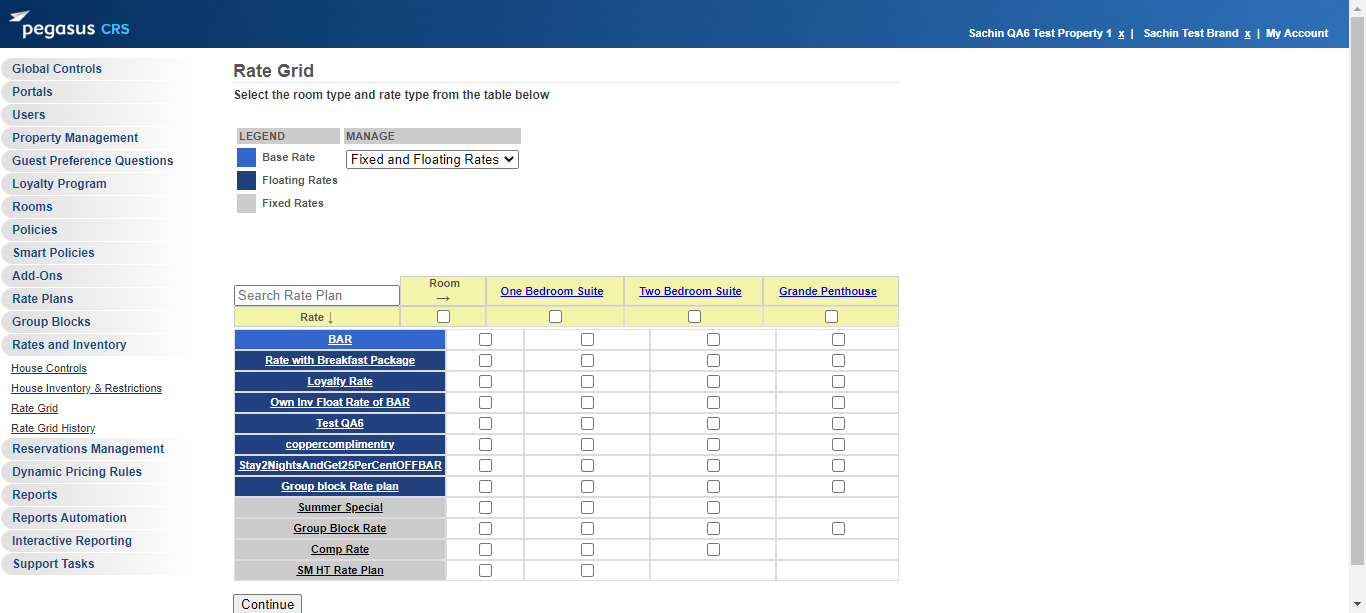 pegasus CRS
Sachin QA6 Test Property 1 x | Sachin Test Brand x | My Account
Global Controls
Portals
Users
Property Management
Guest Preference Questions
Loyalty Program
Rooms
Policies
Smart Policies
Add-Ons
Rate Plans
Group Blocks
Rates and Inventory
House Controls
House Inventory & Restrictions
Rate Grid
Rate Grid History
Reservations Management
Dynamic Pricing Rules
Reports
Reports Automation
Interactive Reporting
Support Tasks
Rate Grid
Select the room type and rate type from the table below
LEGEND MANAGE
Base Rate Fixed and Floating Rates
Floating Rates
Fixed Rates
Search Rate Plan Room → One Bedroom Suite Two Bedroom Suite Grande Penthouse
Rate ↓
BAR
Rate with Breakfast Package
Loyalty Rate
Own Inv Float Rate of BAR
Test QA6
coppercomplimentry
Stay2NightsAndGet25PerCentOFFBAR
Group block Rate plan
Summer Special
Group Block Rate
Comp Rate
SM HT Rate Plan
Continue